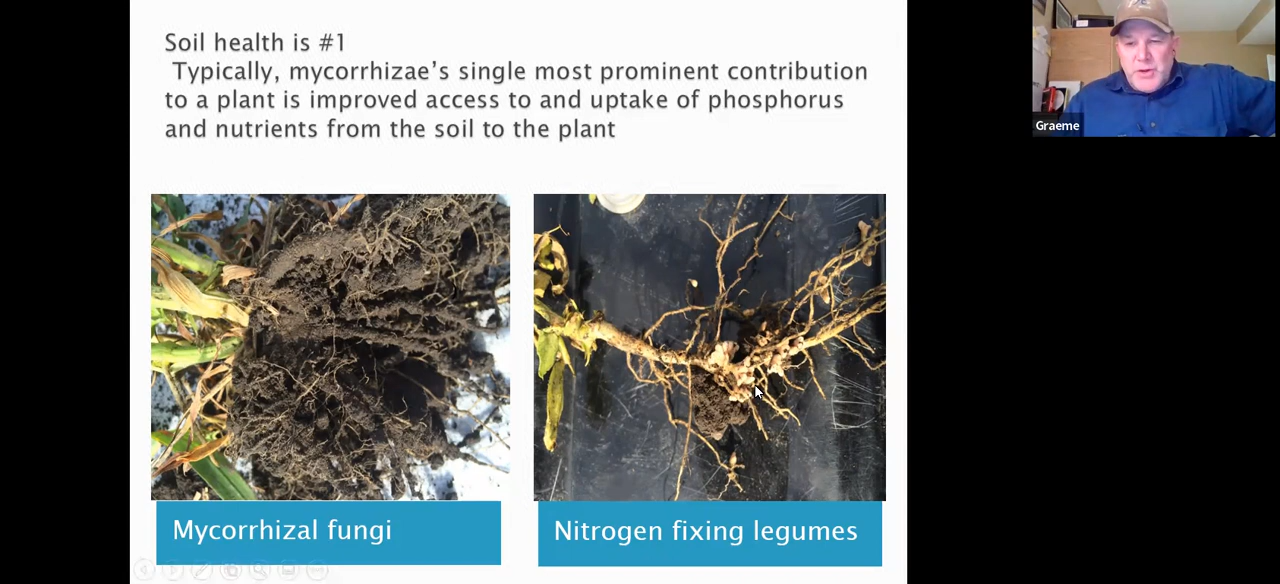 Soil health is #1
Typically, mycorrhizae's single most prominent contribution
to a plant is improved access to and uptake of phosphorus
and nutrients from the soil to the plant
Graeme
Mycorrhizal fungi
Nitrogen fixing legumes